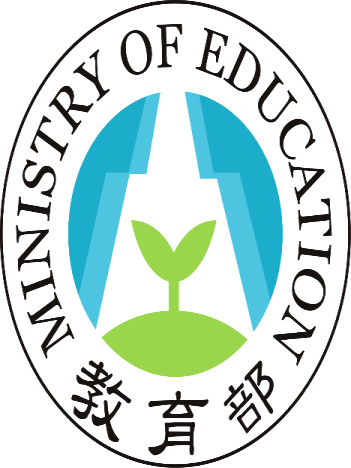 MINISTRY OF EDUCATION
教育部